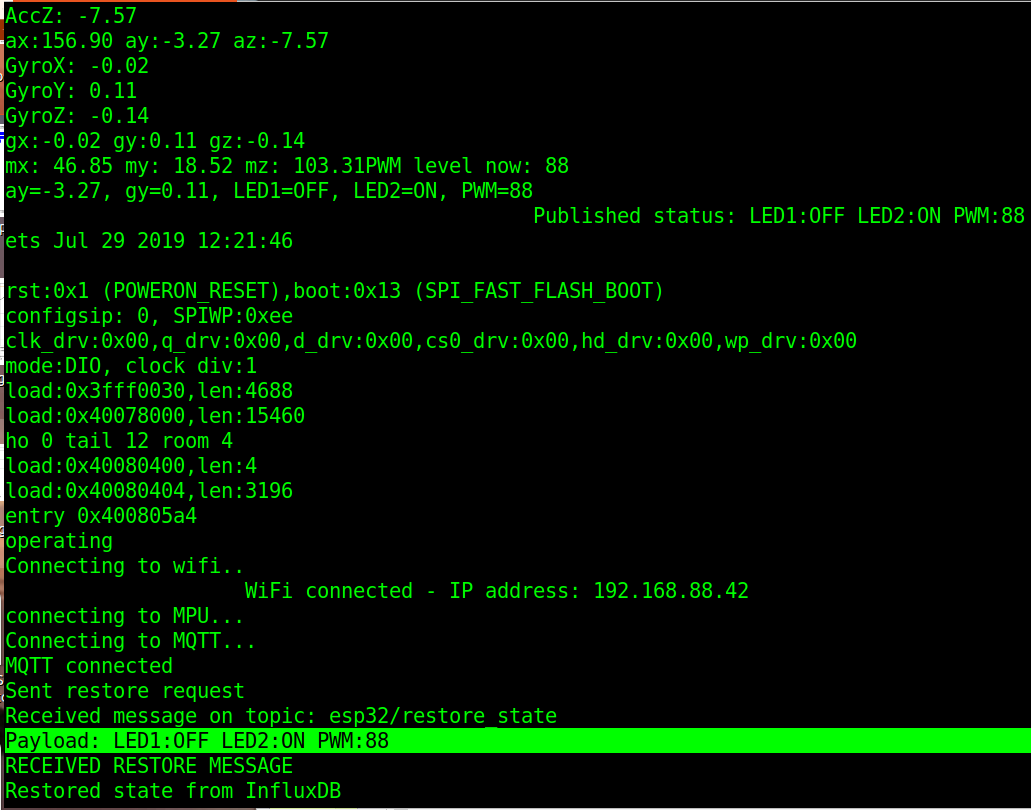 AccZ: -7.57
ax:156.90 ay:-3.27 az:-7.57
GyroX: -0.02
GyroY: 0.11
GyroZ: -0.14
gx:-0.02 gy:0.11 gz:-0.14
mx: 46.85 my: 18.52 mz: 103.31PWM level now: 88
ay=-3.27, gy=0.11, LED1=OFF, LED2=ON, PWM=88
Published status: LED1:OFF LED2:ON PWM:88
ets Jul 29 2019 12:21:46
rst:0x1 (POWERON_RESET),boot:0x13 (SPI_FAST_FLASH_BOOT)
configsip: 0, SPIWP:0xee
clk_drv:0x00,q_drv:0x00,d_drv:0x00,cs0_drv:0x00,hd_drv:0x00,wp_drv:0x00
mode:DIO, clock div:1
load:0x3fff0030,len:4688
load:0x40078000,len:15460
ho 0 tail 12 room 4
load:0x40080400,len:4
load:0x40080404,len:3196
entry 0x400805a4
operating
Connecting to wifi..
WiFi connected - IP address: 192.168.88.42
connecting to MPU...
Connecting to MQTT...
MQTT connected
Sent restore request
Received message on topic: esp32/restore_state
Payload: LED1:OFF LED2:ON PWM:88
RECEIVED RESTORE MESSAGE
Restored state from InfluxDB